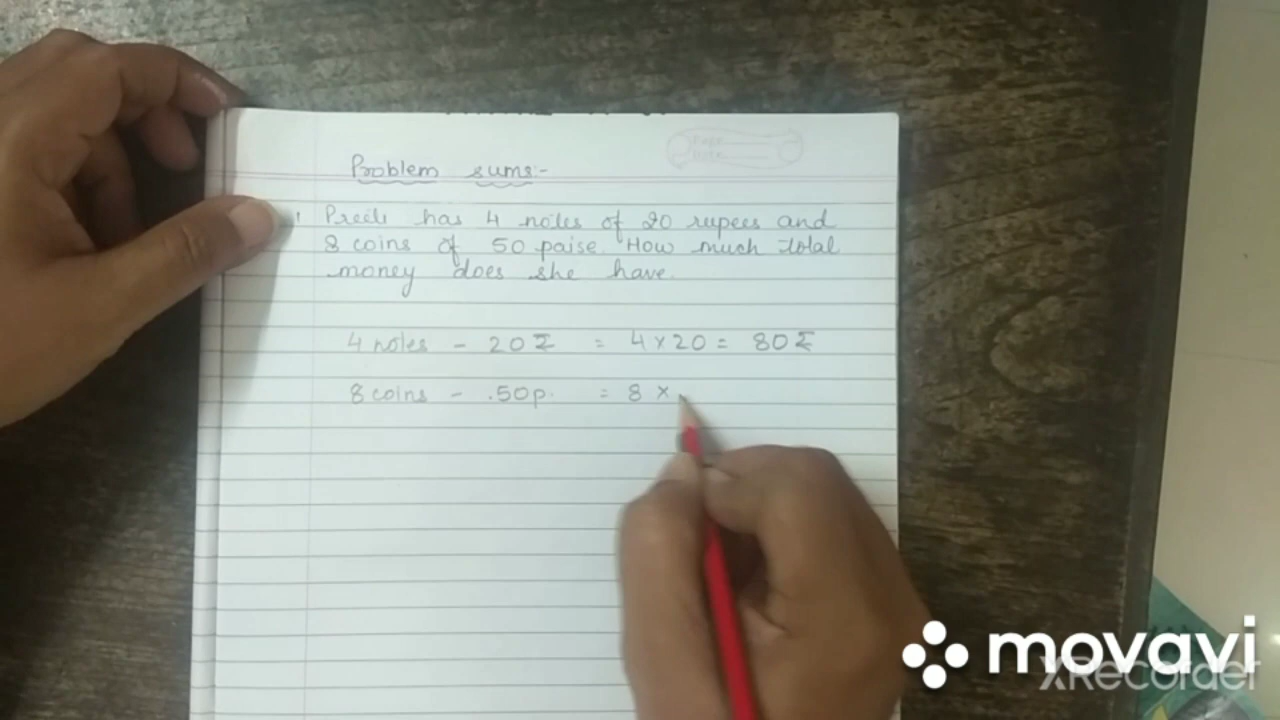 Problem sums:-
1 Preeti has 4 notes of 20 rupees and
8 coins of 50 paise. How much total
money does she have.
4 notes - 20₹ = 4 × 20 = 80₹
8 coins - .50p. = 8 ×
movavi
XRecorder